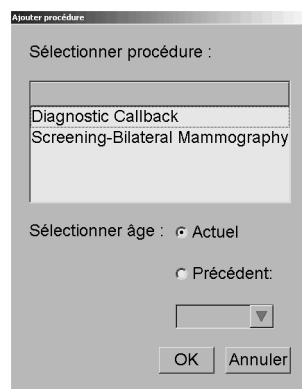 Ajouter procédure
Sélectionner procédure :
Diagnostic Callback
Screening-Bilateral Mammography
Sélectionner âge : Actuel
Précédent:
OK Annuler